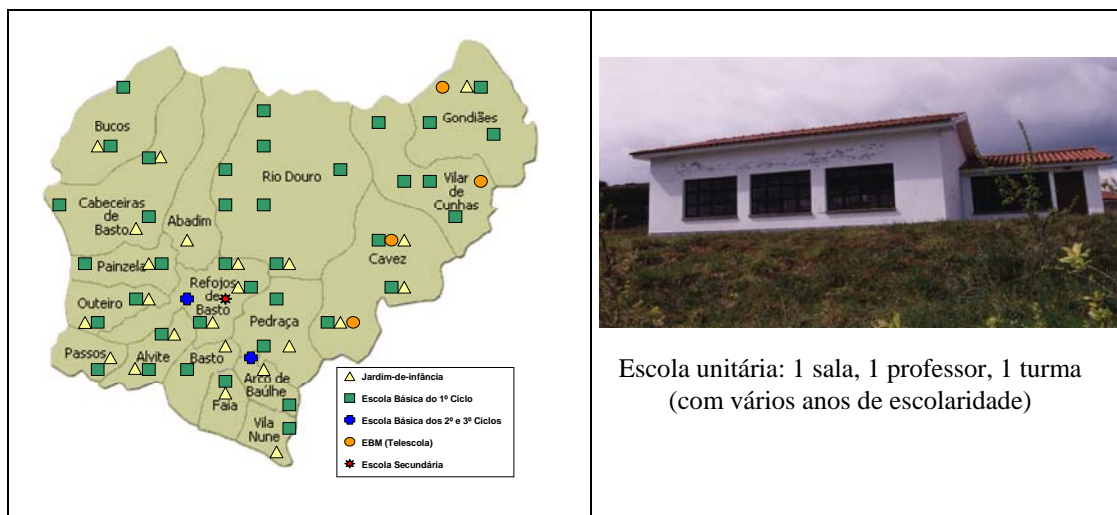 Gondiães
Bucos
Rio Douro
Vilar
de
Cunhas
Cabeceiras
de
Basto
Abadim
Cavez
Painzela
Refojos
de
Basto
Outeiro
Pedraça
Passos
Alvite
Basto
Arco de
Baúlhe
Faia
Vila
Nune
Jardim-de-infância
Escola Básica do 1º Ciclo
Escola Básica dos 2º e 3º Ciclos
EBM (Telescola)
Escola Secundária
Escola unitária: 1 sala, 1 professor, 1 turma
(com vários anos de escolaridade)